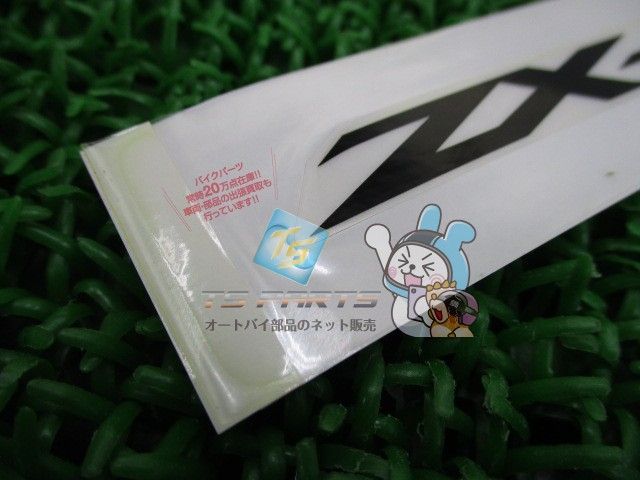 ZX-
バイクパーツ
常時20万点在庫!!
車両・部品の出張買取も
行っています!!
TS
TS PARTS
オートバイ部品のネット販売